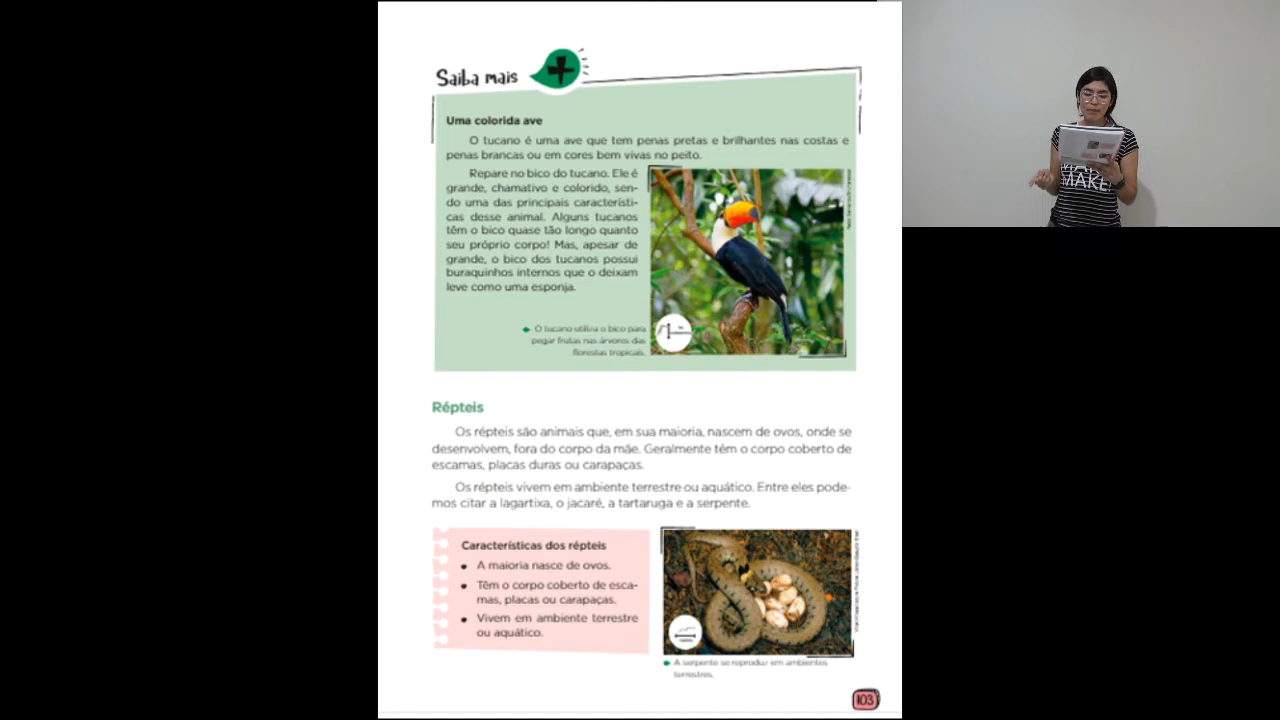 Saiba mais
Uma colorida ave
O tucano é uma ave que tem penas pretas e brilhantes nas costas e
penas brancas ou em cores bem vivas no peito.
Repare no bico do tucano. Ele é
grande, chamativo e colorido, sen-
do uma das principais característi-
cas desse animal. Alguns tucanos
têm o bico quase tão longo quanto
seu próprio corpo! Mas, apesar de
grande, o bico dos tucanos possui
buraquinhos internos que o deixam
leve como uma esponja.
O tucano utiliza o bico para
pegar frutas nas árvores das
florestas tropicais.
Répteis
Os répteis são animais que, em sua maioria, nascem de ovos, onde se
desenvolvem, fora do corpo da mãe. Geralmente têm o corpo coberto de
escamas, placas duras ou carapaças.
Os répteis vivem em ambiente terrestre ou aquático. Entre eles pode-
mos citar a lagartixa, o jacaré, a tartaruga e a serpente.
Características dos répteis
A maioria nasce de ovos.
Têm o corpo coberto de esca-
mas, placas ou carapaças.
Vivem em ambiente terrestre
ou aquático.
A serpente se reproduz em ambientes
terrestres.
103
MAKE